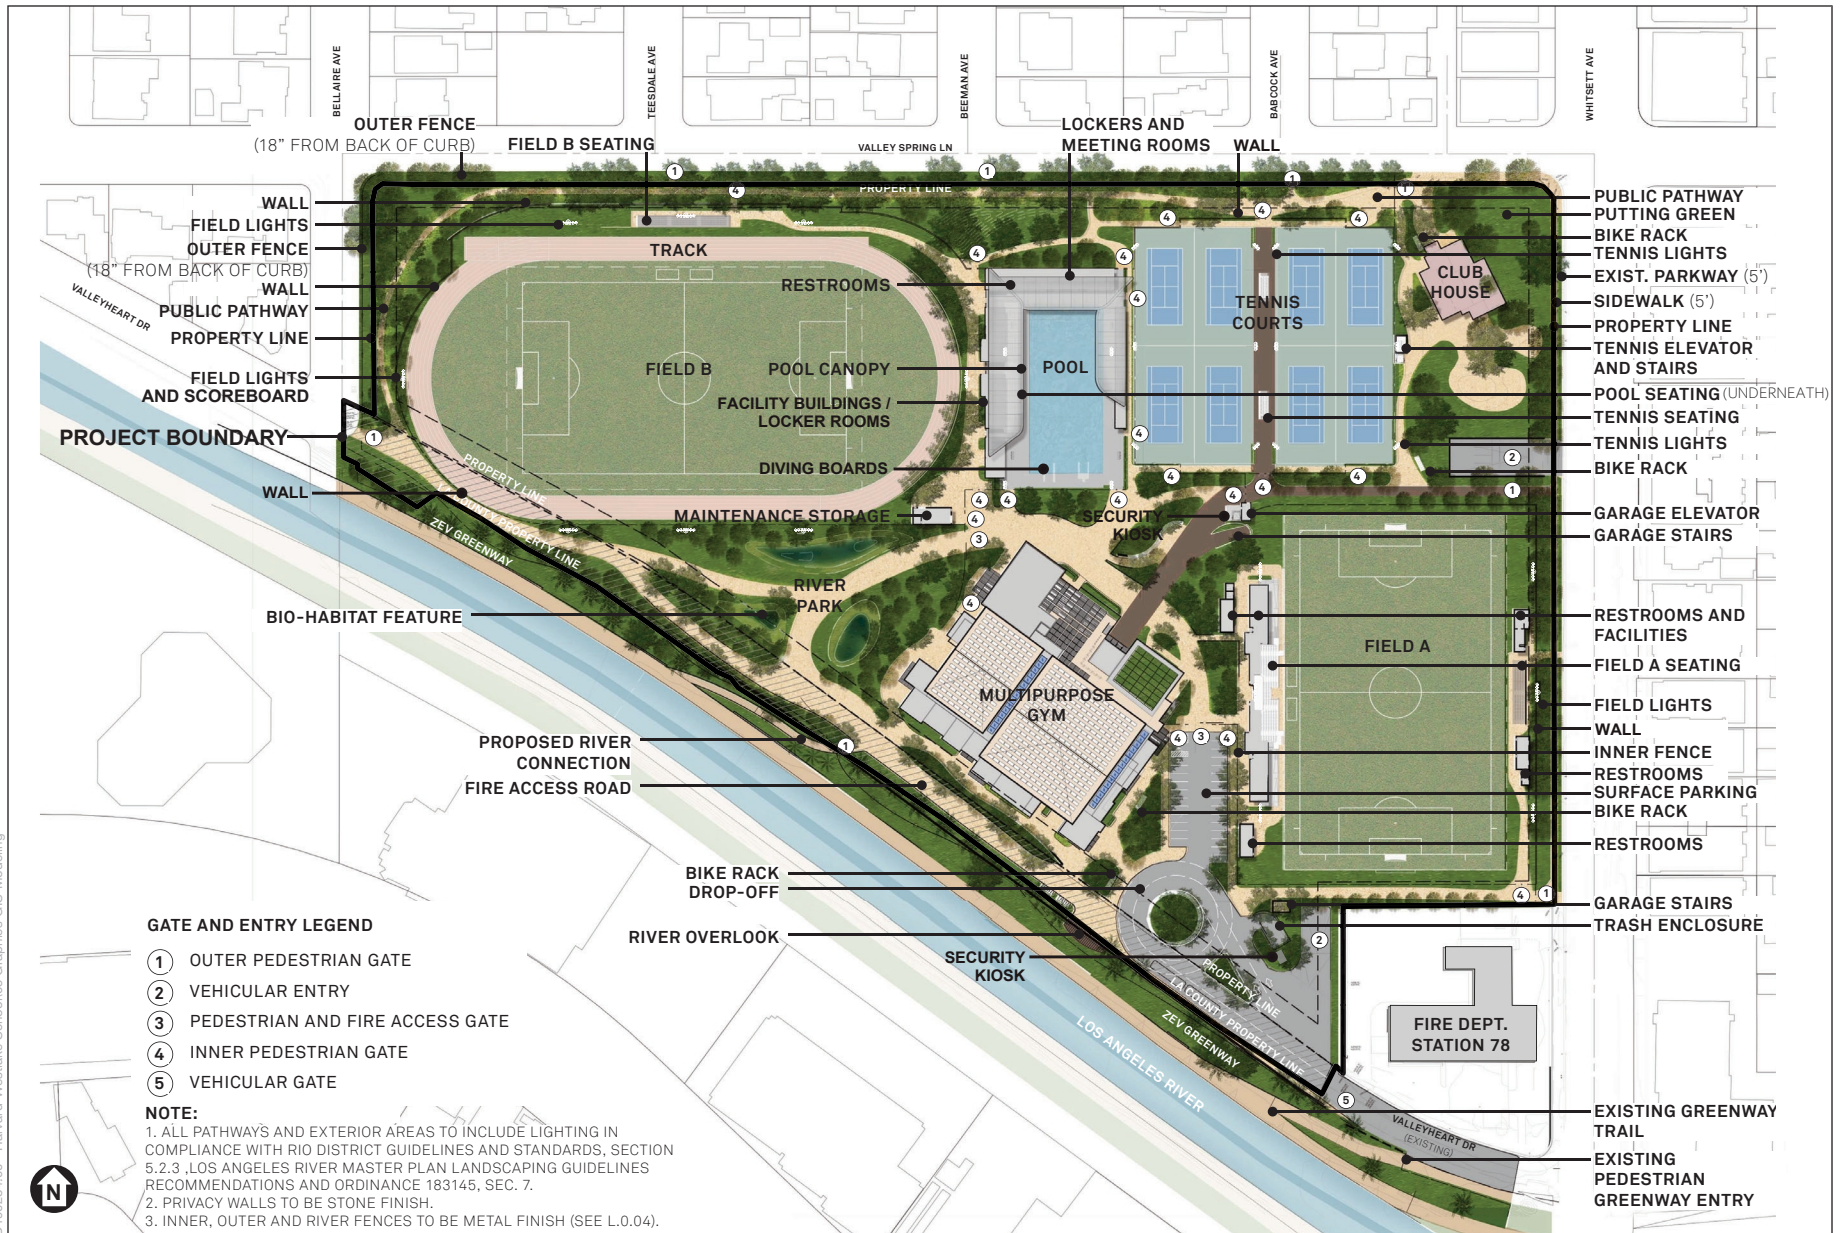 BELLAIRE AVE
TEESDALE AVE
BEEMAN AVE
BABCOCK AVE
WHITSETT AVE
VALLEY SPRING LN
OUTER FENCE
(18" FROM BACK OF CURB)
FIELD B SEATING
LOCKERS AND
MEETING ROOMS
WALL
WALL
FIELD LIGHTS
OUTER FENCE
(18" FROM BACK OF CURB)
WALL
PUBLIC PATHWAY
PROPERTY LINE
FIELD LIGHTS
AND SCOREBOARD
PROJECT BOUNDARY
WALL
VALLEYHEART DR
PROPERTY LINE
TRACK
FIELD B
RESTROOMS
POOL CANOPY
FACILITY BUILDINGS /
LOCKER ROOMS
DIVING BOARDS
MAINTENANCE STORAGE
POOL
TENNIS
COURTS
CLUB
HOUSE
SECURITY
KIOSK
PUBLIC PATHWAY
PUTTING GREEN
BIKE RACK
TENNIS LIGHTS
EXIST. PARKWAY (5')
SIDEWALK (5')
PROPERTY LINE
TENNIS ELEVATOR
AND STAIRS
POOL SEATING (UNDERNEATH)
TENNIS SEATING
TENNIS LIGHTS
BIKE RACK
GARAGE ELEVATOR
GARAGE STAIRS
RESTROOMS AND
FACILITIES
FIELD A SEATING
FIELD LIGHTS
WALL
INNER FENCE
RESTROOMS
SURFACE PARKING
BIKE RACK
RESTROOMS
GARAGE STAIRS
TRASH ENCLOSURE
PROPERTY LINE
LA COUNTY PROPERTY LINE
ZEV GREENWAY
RIVER
PARK
BIO-HABITAT FEATURE
FIELD A
MULTIPURPOSE
GYM
PROPOSED RIVER
CONNECTION
FIRE ACCESS ROAD
BIKE RACK
DROP-OFF
RIVER OVERLOOK
SECURITY
KIOSK
PROPERTY LINE
LA COUNTY PROPERTY LINE
ZEV GREENWAY
LOS ANGELES RIVER
FIRE DEPT.
STATION 78
VALLEYHEART DR
(EXISTING)
EXISTING GREENWAY
TRAIL
EXISTING
PEDESTRIAN
GREENWAY ENTRY
GATE AND ENTRY LEGEND
1 OUTER PEDESTRIAN GATE
2 VEHICULAR ENTRY
3 PEDESTRIAN AND FIRE ACCESS GATE
4 INNER PEDESTRIAN GATE
5 VEHICULAR GATE
NOTE:
1. ALL PATHWAYS AND EXTERIOR AREAS TO INCLUDE LIGHTING IN
COMPLIANCE WITH RIO DISTRICT GUIDELINES AND STANDARDS, SECTION
5.2.3 ,LOS ANGELES RIVER MASTER PLAN LANDSCAPING GUIDELINES
RECOMMENDATIONS AND ORDINANCE 183145, SEC. 7.
2. PRIVACY WALLS TO BE STONE FINISH.
3. INNER, OUTER AND RIVER FENCES TO BE METAL FINISH (SEE L.0.04).
N